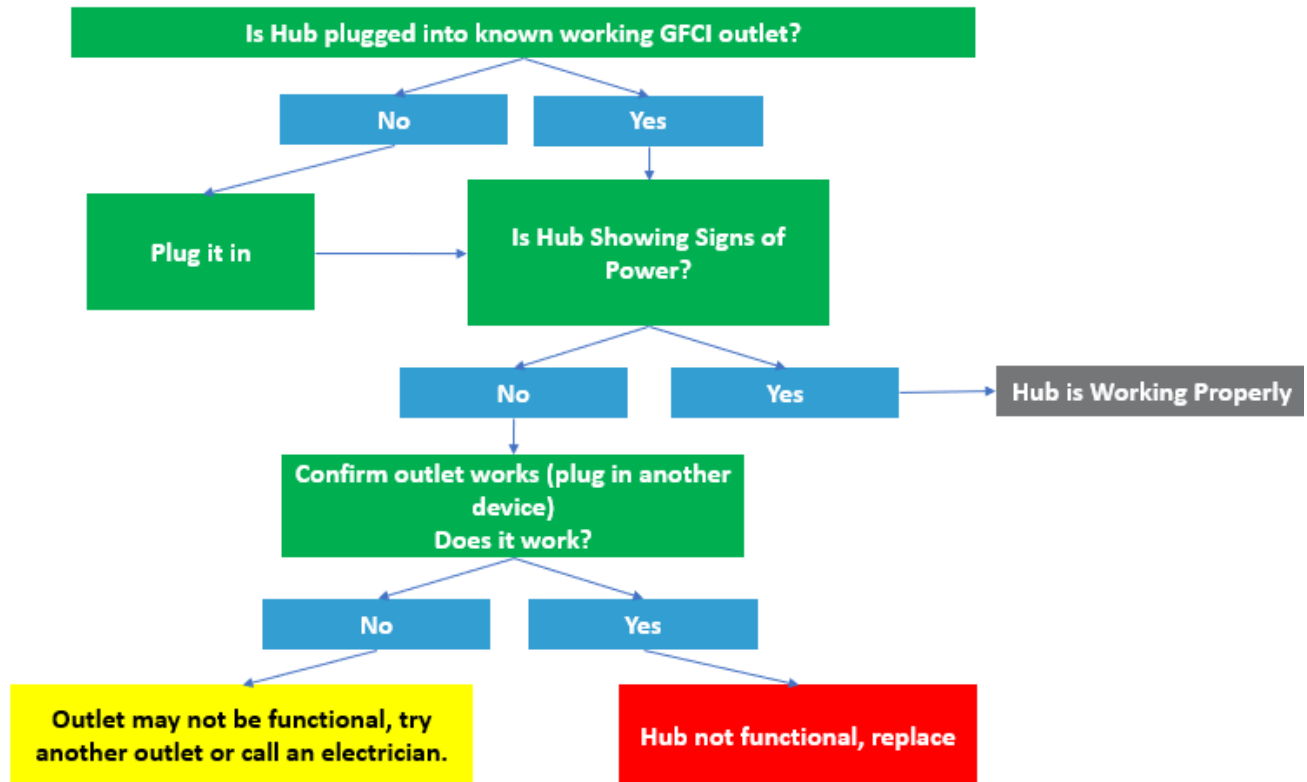 Is Hub plugged into known working GFCI outlet?
No
Yes
Plug it in
Is Hub Showing Signs of
Power?
No
Yes
Hub is Working Properly
Confirm outlet works (plug in another
device)
Does it work?
No
Yes
Outlet may not be functional, try
another outlet or call an electrician.
Hub not functional, replace